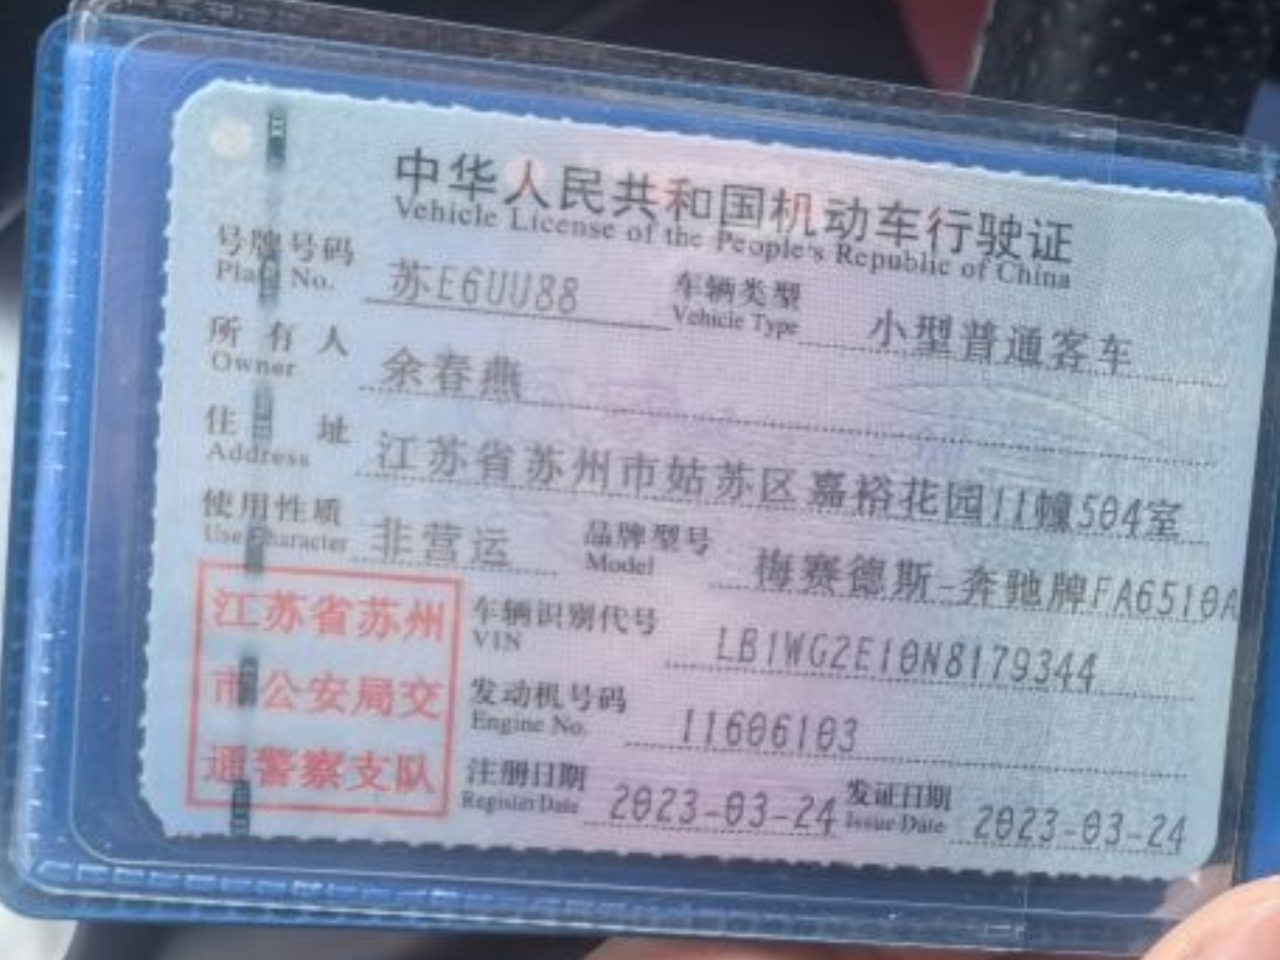 中华人民共和国机动车行驶证
Vehicle License of the People's Republic of China
号牌号码 苏E6UU88 车辆类型 小型普通客车
Plate No. Vehicle Type
所有人 余春燕
Owner
住址 江苏省苏州市姑苏区嘉裕花园11幢504室
Address
使用性质 非营运 品牌型号 梅赛德斯-奔驰牌FA6510A
Use Character Model
江苏省苏州
市公安局交
通警察支队
车辆识别代号 LB1WG2E10N8179344
VIN
发动机号码 11606103
Engine No.
注册日期 2023-03-24 发证日期 2023-03-24
Register Date Issue Date